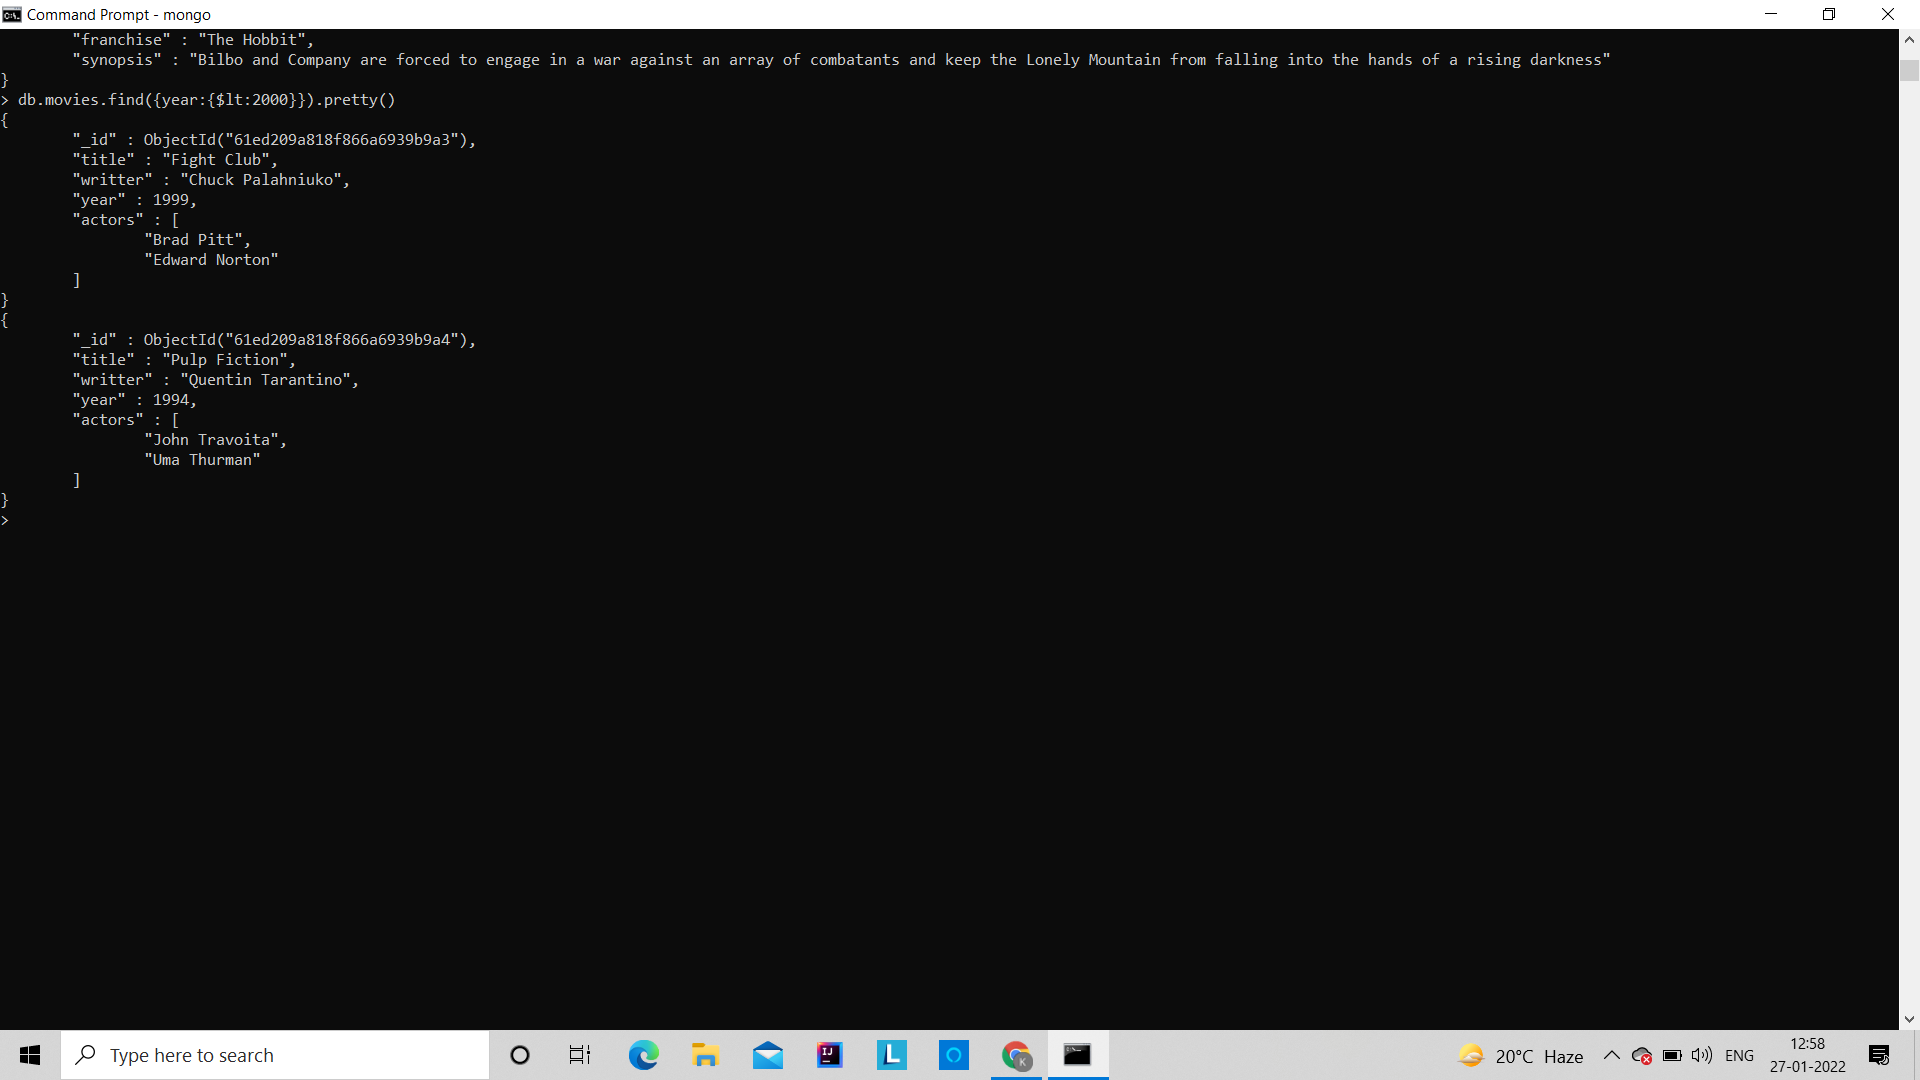 Command Prompt - mongo
"franchise" : "The Hobbit",
"synopsis" : "Bilbo and Company are forced to engage in a war against an array of combatants and keep the Lonely Mountain from falling into the hands of a rising darkness"
}
> db.movies.find({year:{$lt:2000}}).pretty()
{
"_id" : ObjectId("61ed209a818f866a6939b9a3"),
"title" : "Fight Club",
"writter" : "Chuck Palahniuko",
"year" : 1999,
"actors" : [
"Brad Pitt",
"Edward Norton"
]
}
{
"_id" : ObjectId("61ed209a818f866a6939b9a4"),
"title" : "Pulp Fiction",
"writter" : "Quentin Tarantino",
"year" : 1994,
"actors" : [
"John Travoita",
"Uma Thurman"
]
}
>
Type here to search
20°C Haze
ENG
12:58
27-01-2022